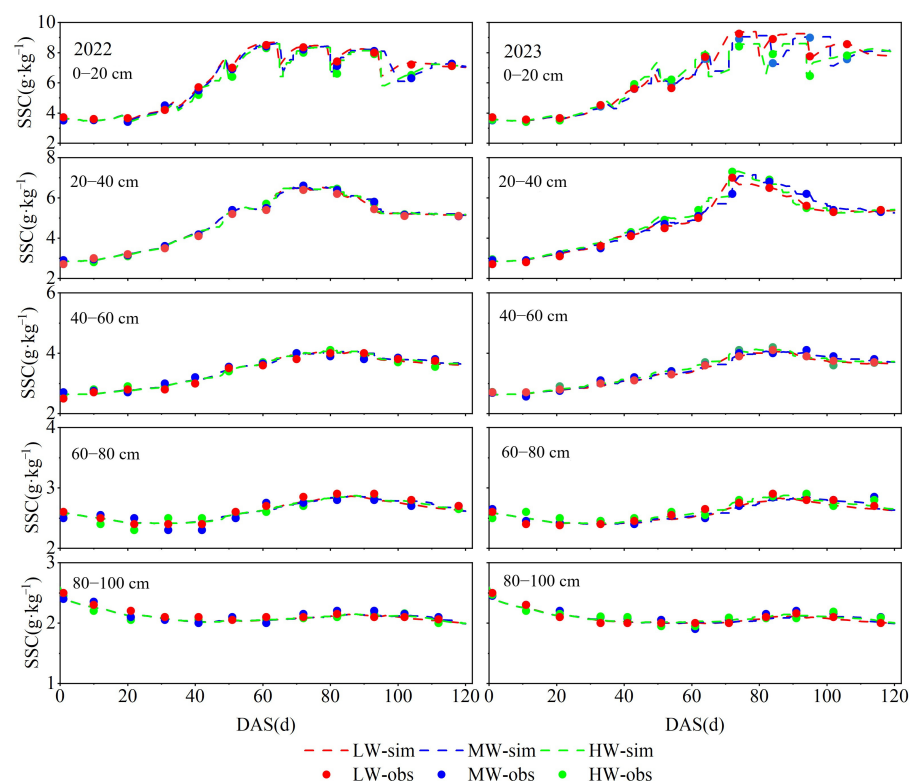 10
8
6
4
2
SSC(g·kg⁻¹)
2022
0−20 cm
2023
0−20 cm
8
6
4
2
SSC(g·kg⁻¹)
20−40 cm
20−40 cm
6
4
2
SSC(g·kg⁻¹)
40−60 cm
40−60 cm
4
3
2
SSC(g·kg⁻¹)
60−80 cm
60−80 cm
3
2
1
SSC(g·kg⁻¹)
80−100 cm
80−100 cm
0 20 40 60 80 100 120 0 20 40 60 80 100 120
DAS(d) DAS(d)
LW-sim MW-sim HW-sim
LW-obs MW-obs HW-obs